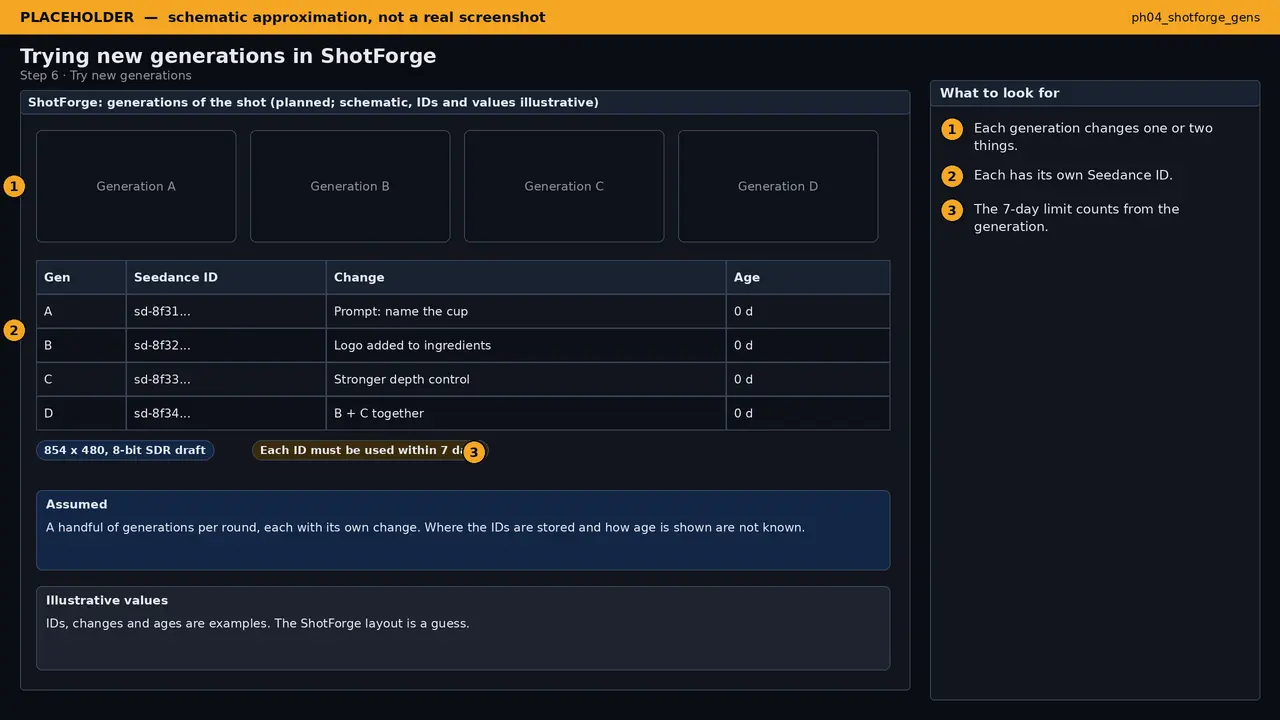 PLACEHOLDER — schematic approximation, not a real screenshot
ph04_shotforge_gens
Trying new generations in ShotForge
Step 6 · Try new generations
ShotForge: generations of the shot (planned; schematic, IDs and values illustrative)
1
Generation A
Generation B
Generation C
Generation D
2
Gen Seedance ID Change Age
A sd-8f31... Prompt: name the cup 0 d
B sd-8f32... Logo added to ingredients 0 d
C sd-8f33... Stronger depth control 0 d
D sd-8f34... B + C together 0 d
854 x 480, 8-bit SDR draft
Each ID must be used within 7
3
Assumed
A handful of generations per round, each with its own change. Where the IDs are stored and how age is shown are not known.
Illustrative values
IDs, changes and ages are examples. The ShotForge layout is a guess.
What to look for
1 Each generation changes one or two
things.
2 Each has its own Seedance ID.
3 The 7-day limit counts from the
generation.